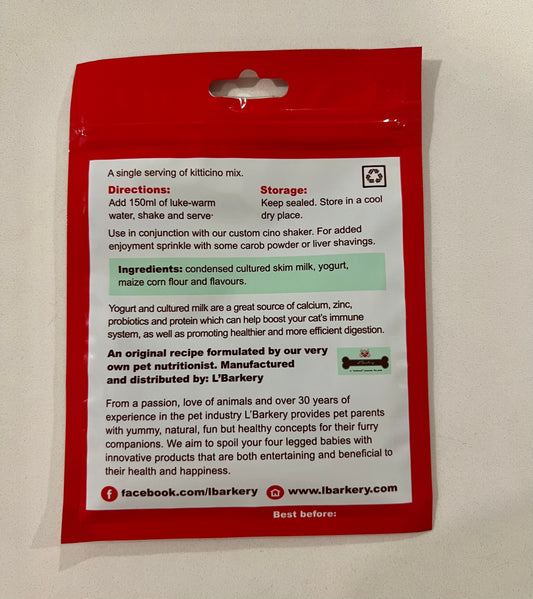 A single serving of kitticino mix.
Directions:
Add 150ml of luke-warm
water, shake and serve.
Storage:
Keep sealed. Store in a cool
dry place.
Use in conjunction with our custom cino shaker. For added
enjoyment sprinkle with some carob powder or liver shavings.
Ingredients: condensed cultured skim milk, yogurt,
maize corn flour and flavours.
Yogurt and cultured milk are a great source of calcium, zinc,
probiotics and protein which can help boost your cat's immune
system, as well as promoting healthier and more efficient digestion.
An original recipe formulated by our very
own pet nutritionist. Manufactured
and distributed by: L'Barkery
From a passion, love of animals and over 30 years of
experience in the pet industry L'Barkery provides pet parents
with yummy, natural, fun but healthy concepts for their furry
companions. We aim to spoil your four legged babies with
innovative products that are both entertaining and beneficial to
their health and happiness.
facebook.com/lbarkery
www.lbarkery.com
Best before: